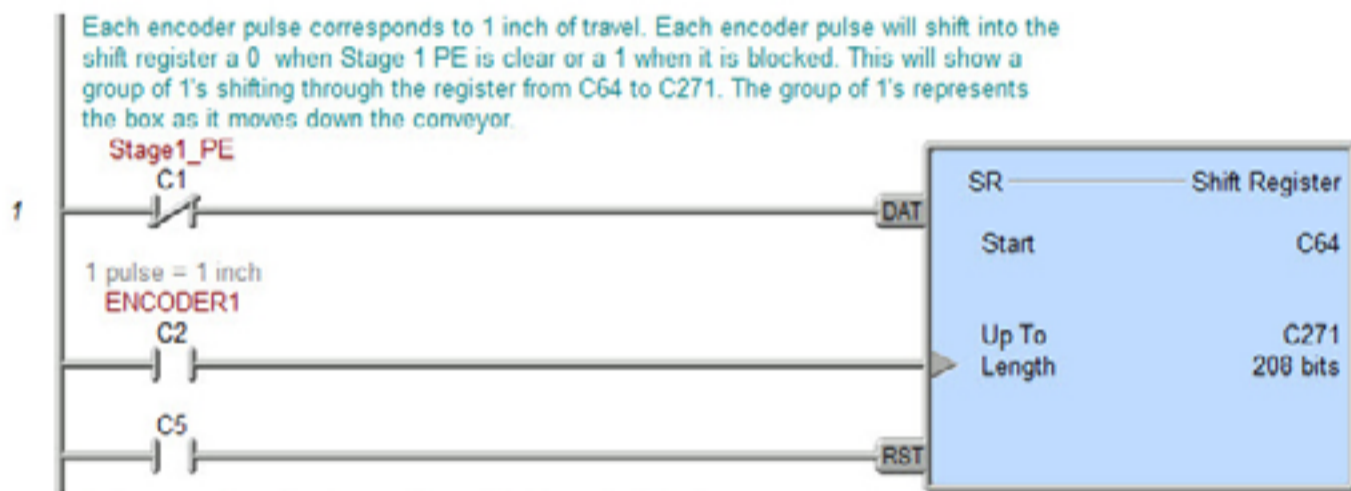 Each encoder pulse corresponds to 1 inch of travel. Each encoder pulse will shift into the
shift register a 0 when Stage 1 PE is clear or a 1 when it is blocked. This will show a
group of 1's shifting through the register from C64 to C271. The group of 1's represents
the box as it moves down the conveyor.
Stage1_PE
C1
1
DAT
SR Shift Register
Start C64
1 pulse = 1 inch
ENCODER1
C2
Up To C271
Length 208 bits
C5
RST